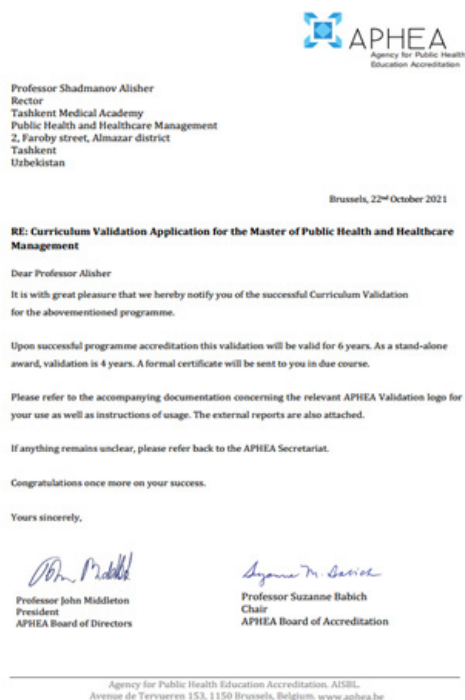 APHEA
Agency for Public Health
Education Accreditation
Professor Shadmanov Alisher
Rector
Tashkent Medical Academy
Public Health and Healthcare Management
2, Faroby street, Almazar district
Tashkent
Uzbekistan
Brussels, 22nd October 2021
RE: Curriculum Validation Application for the Master of Public Health and Healthcare
Management
Dear Professor Alisher
It is with great pleasure that we hereby notify you of the successful Curriculum Validation
for the abovementioned programme.
Upon successful programme accreditation this validation will be valid for 6 years. As a stand-alone
award, validation is 4 years. A formal certificate will be sent to you in due course.
Please refer to the accompanying documentation concerning the relevant APHEA Validation logo for
your use as well as instructions of usage. The external reports are also attached.
If anything remains unclear, please refer back to the APHEA Secretariat.
Congratulations once more on your success.
Yours sincerely,
John Middleton
Suzanne M. Babich
Professor John Middleton
President
APHEA Board of Directors
Professor Suzanne Babich
Chair
APHEA Board of Accreditation
Agency for Public Health Education Accreditation. AISBL.
Avenue de Tervueren 153, 1150 Brussels, Belgium. www.aphea.be